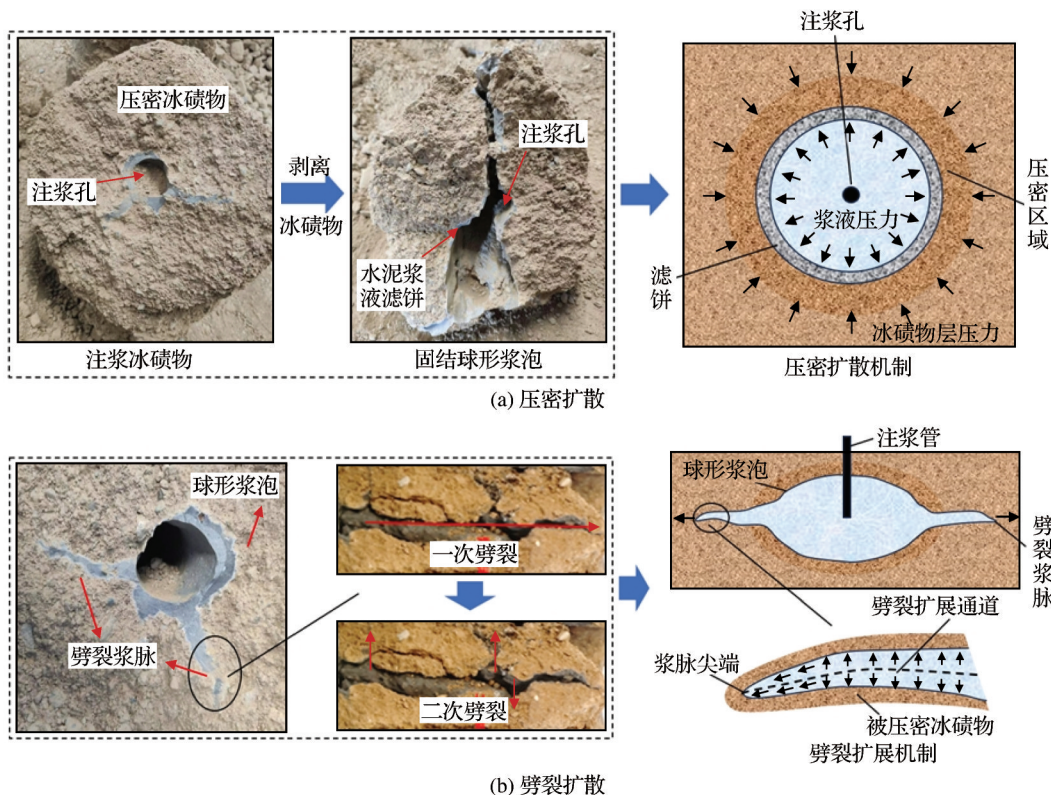 压密冰碛物
注浆孔
注浆冰碛物
剥离
冰碛物
注浆孔
水泥浆
液滤饼
固结球形浆泡
注浆孔
浆液压力
压密区域
滤饼
冰碛物层压力
压密扩散机制
(a) 压密扩散
球形浆泡
劈裂浆脉
一次劈裂
二次劈裂
注浆管
球形浆泡
劈裂浆脉
劈裂扩展通道
浆脉尖端
被压密冰碛物
劈裂扩展机制
(b) 劈裂扩散